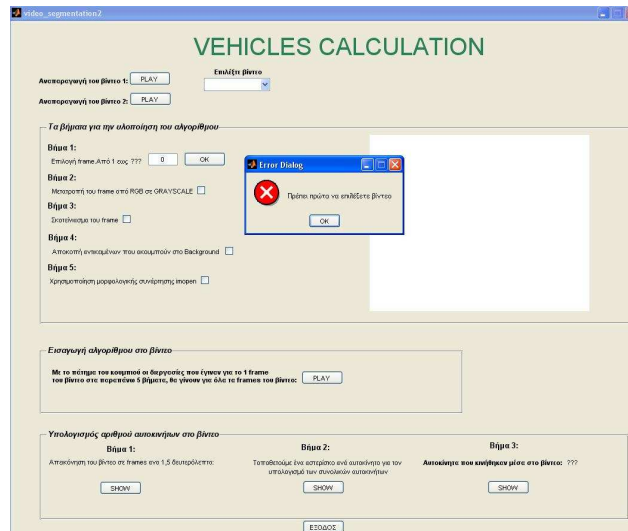 video_segmentation2
VEHICLES CALCULATION
Αναπαραγωγή του βίντεο 1: PLAY
Επιλέξτε βίντεο
Αναπαραγωγή του βίντεο 2: PLAY
Τα βήματα για την υλοποίηση του αλγορίθμου
Βήμα 1:
Επιλογή frame.Από 1 εως ??? 0 OK
Βήμα 2:
Μετατροπή του frame από RGB σε GRAYSCALE
Βήμα 3:
Σκοτείνιασμα του frame
Βήμα 4:
Αποκοπή αντικειμένων που ακουμπούν στο Background
Βήμα 5:
Χρησιμοποίηση μορφολογικής συνάρτησης imopen
Error Dialog
Πρέπει πρώτα να επιλέξετε βίντεο
OK
Εισαγωγή αλγορίθμου στο βίντεο
Με το πάτημα του κουμπιού οι διεργασίες που έγιναν για το 1 frame
του βίντεο στα παραπάνω 5 βήματα, θα γίνουν για όλα τα frames του βίντεο: PLAY
Υπολογισμός αριθμού αυτοκινήτων στο βίντεο
Βήμα 1:
Απεικόνηση του βίντεο σε frames ανα 1,5 δευτερόλεπτα:
SHOW
Βήμα 2:
Τοποθετούμε ένα αστερίσκο ανά αυτοκίνητο για τον
υπολογισμό των συνολικών αυτοκινήτων
SHOW
Βήμα 3:
Αυτοκίνητα που κινήθηκαν μέσα στο βίντεο: ???
SHOW
ΕΞΟΔΟΣ